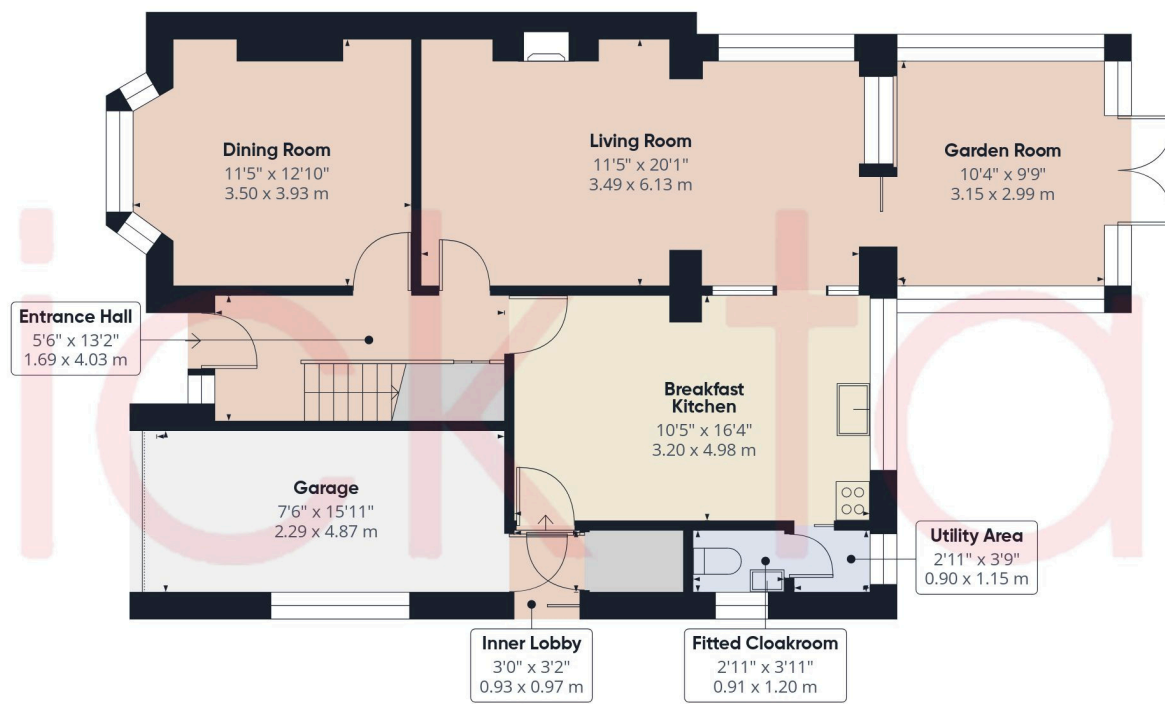 Dining Room
11'5" x 12'10"
3.50 x 3.93 m
Living Room
11'5" x 20'1"
3.49 x 6.13 m
Garden Room
10'4" x 9'9"
3.15 x 2.99 m
Entrance Hall
5'6" x 13'2"
1.69 x 4.03 m
Breakfast
Kitchen
10'5" x 16'4"
3.20 x 4.98 m
Garage
7'6" x 15'11"
2.29 x 4.87 m
Utility Area
2'11" x 3'9"
0.90 x 1.15 m
Inner Lobby
3'0" x 3'2"
0.93 x 0.97 m
Fitted Cloakroom
2'11" x 3'11"
0.91 x 1.20 m
ick ta